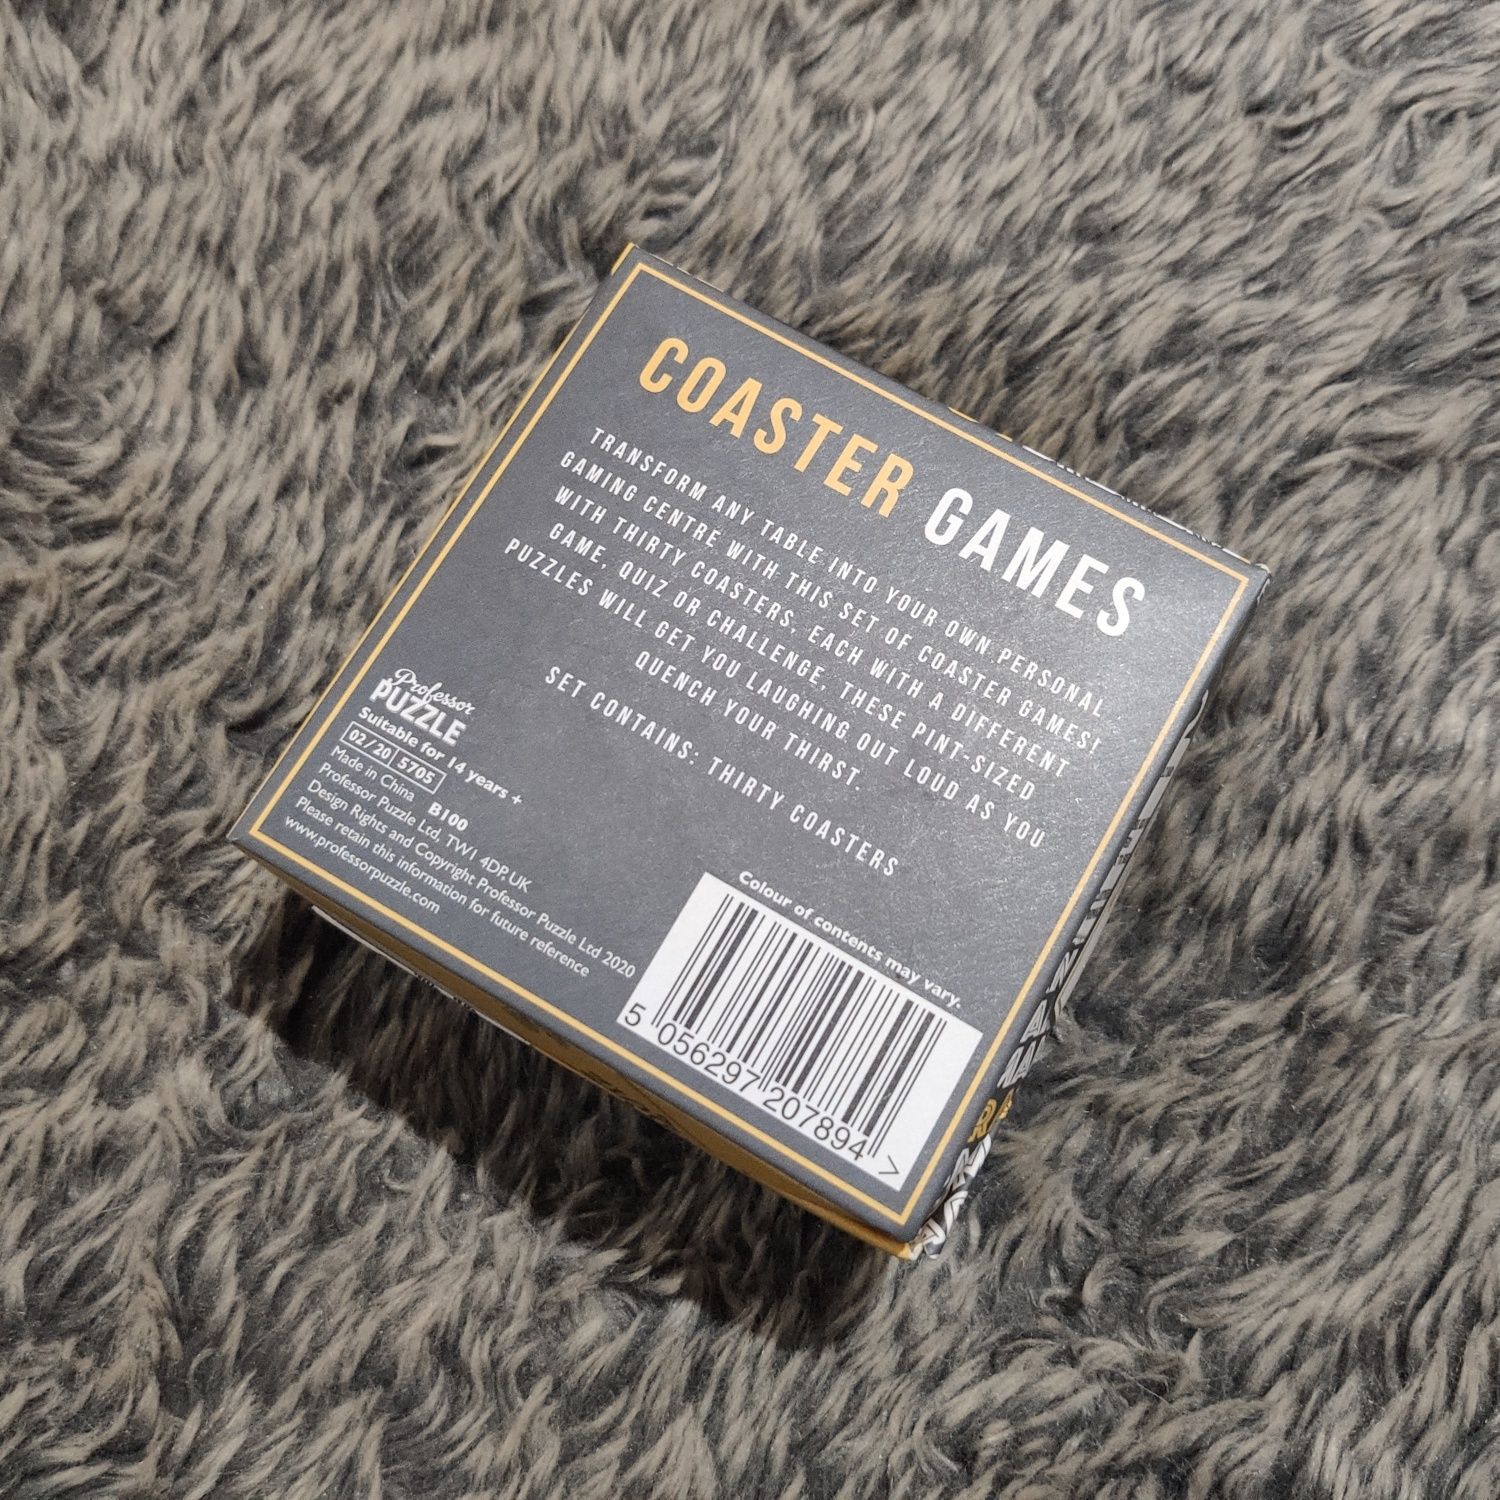 COASTER GAMES
TRANSFORM ANY TABLE INTO YOUR OWN PERSONAL
GAMING CENTRE WITH THIS SET OF COASTER GAMES!
WITH THIRTY COASTERS, EACH WITH A DIFFERENT
GAME, QUIZ OR CHALLENGE, THESE PINT-SIZED
PUZZLES WILL GET YOU LAUGHING OUT LOUD AS YOU
QUENCH YOUR THIRST.
SET CONTAINS: THIRTY COASTERS
Professor
PUZZLE
Suitable for 14 years +
02/20 5705
Made in China B100
Professor Puzzle Ltd, TW1 4DP, UK
Design Rights and Copyright Professor Puzzle Ltd 2020
Please retain this information for future reference
www.professorpuzzle.com
Colour of contents may vary.
5 056297 207894 >